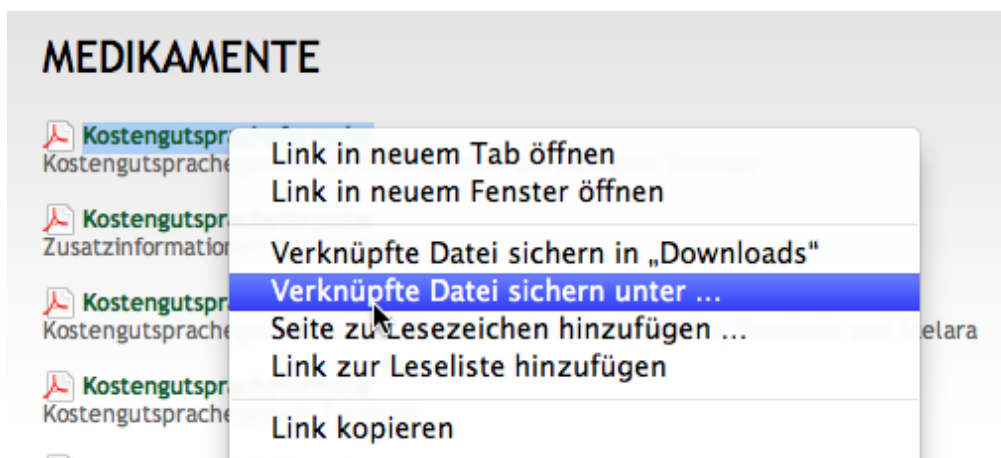 MEDIKAMENTE
Kostengutspr
Kostengutsprache
Kostengutspr
Zusatzinformation
Kostengutspr
Kostengutsprache
elara
Kostengutspr
Kostengutsprache
Link in neuem Tab öffnen
Link in neuem Fenster öffnen
Verknüpfte Datei sichern in „Downloads“
Verknüpfte Datei sichern unter ...
Seite zu Lesezeichen hinzufügen ...
Link zur Leseliste hinzufügen
Link kopieren